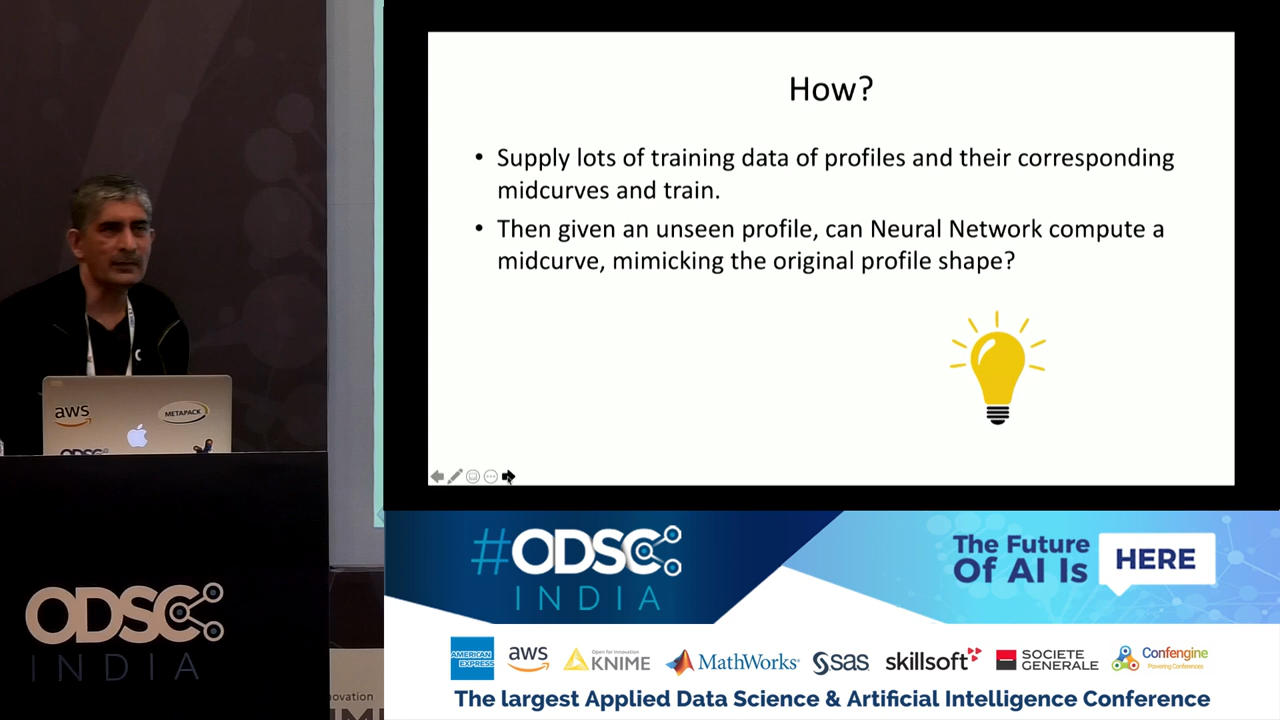 How?
• Supply lots of training data of profiles and their corresponding
midcurves and train.
• Then given an unseen profile, can Neural Network compute a
midcurve, mimicking the original profile shape?
aws
METAPACK
ODSC
ODSC
INDIA
#ODSC
INDIA
The Future
Of AI Is
HERE
AMERICAN
EXPRESS
aws
Open for Innovation
KNIME
MathWorks
sas
skillsoft
SOCIETE
GENERALE
Confengine
Powering Conferences
The largest Applied Data Science & Artificial Intelligence Conference